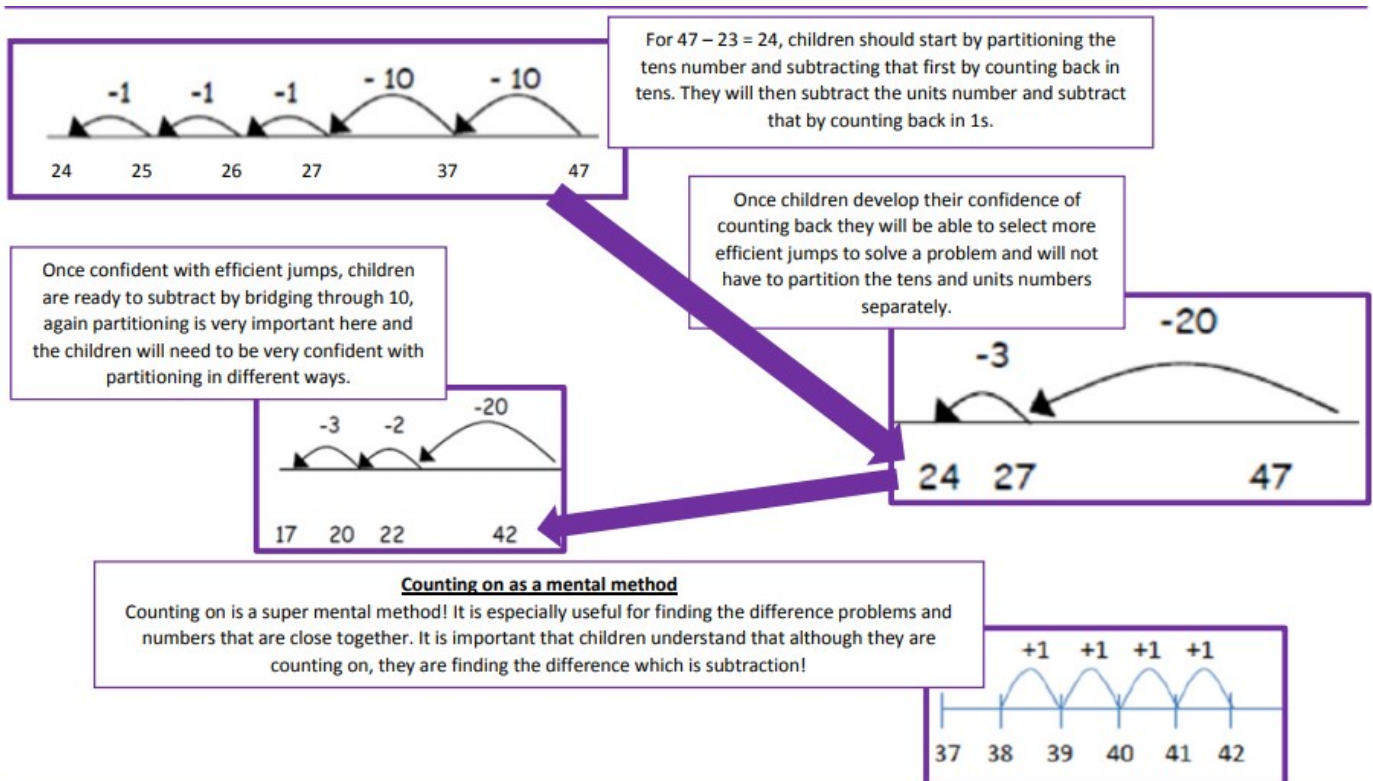 For 47 – 23 = 24, children should start by partitioning the
tens number and subtracting that first by counting back in
tens. They will then subtract the units number and subtract
that by counting back in 1s.
-1 -1 -1 - 10 - 10
24 25 26 27 37 47
Once children develop their confidence of
counting back they will be able to select more
efficient jumps to solve a problem and will not
have to partition the tens and units numbers
separately.
-3 -20
24 27 47
Once confident with efficient jumps, children
are ready to subtract by bridging through 10,
again partitioning is very important here and
the children will need to be very confident with
partitioning in different ways.
-3 -2 -20
17 20 22 42
Counting on as a mental method
Counting on is a super mental method! It is especially useful for finding the difference problems and
numbers that are close together. It is important that children understand that although they are
counting on, they are finding the difference which is subtraction!
+1 +1 +1 +1
37 38 39 40 41 42